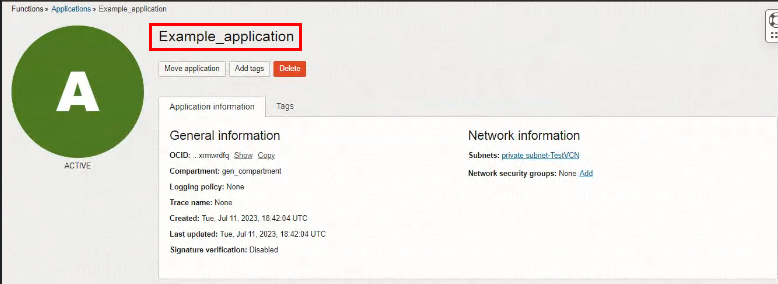 Functions » Applications » Example_application
Example_application
Move application Add tags Delete
A
ACTIVE
Application information Tags
General information
OCID: ...xmwrdfq Show Copy
Compartment: gen_compartment
Logging policy: None
Trace name: None
Created: Tue, Jul 11, 2023, 18:42:04 UTC
Last updated: Tue, Jul 11, 2023, 18:42:04 UTC
Signature verification: Disabled
Network information
Subnets: private subnet-TestVCN
Network security groups: None Add